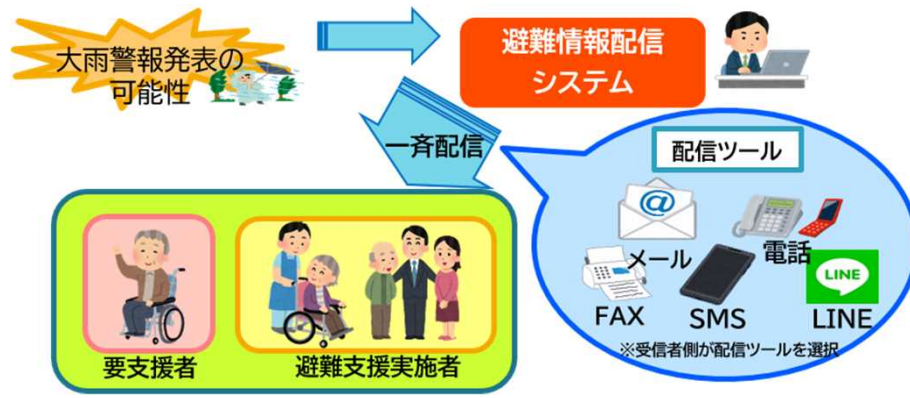 大雨警報発表の
可能性
避難情報配信
システム
一斉配信
配信ツール
@
メール
電話
FAX
SMS
LINE
LINE
※受信者側が配信ツールを選択
要支援者
避難支援実施者